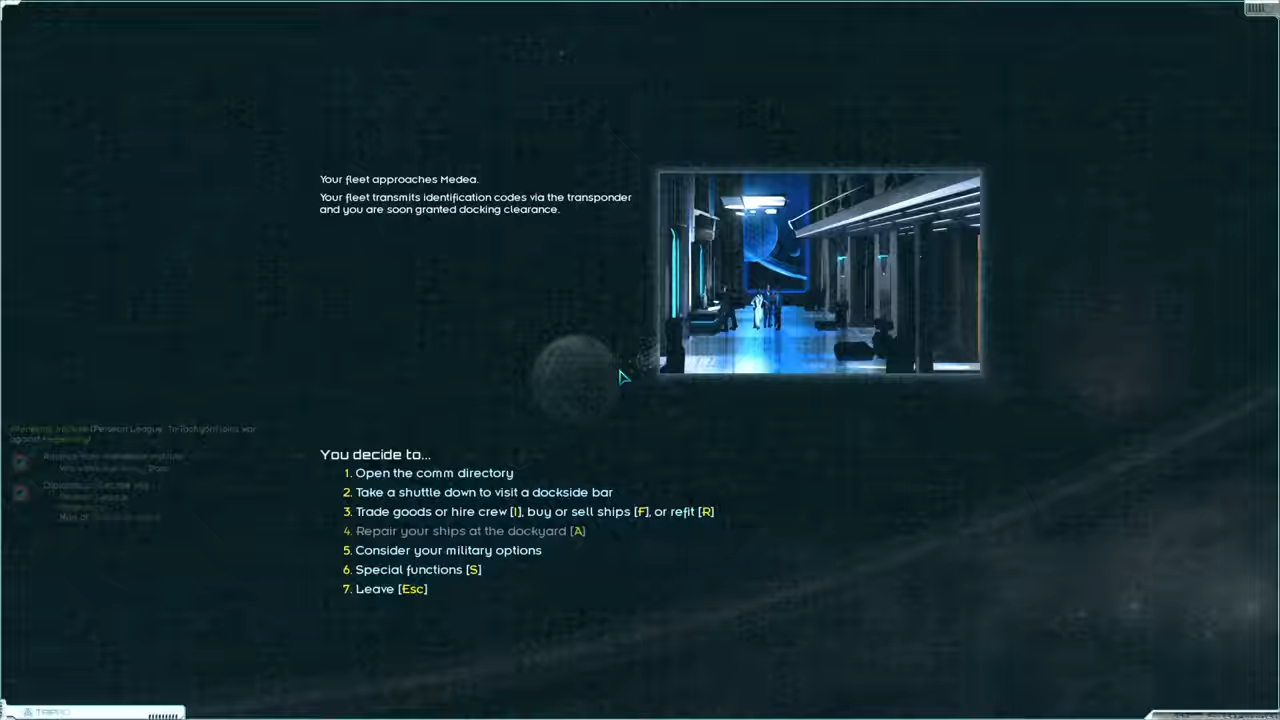 Your fleet approaches Medea.
Your fleet transmits identification codes via the transponder
and you are soon granted docking clearance.
You decide to...
1. Open the comm directory
2. Take a shuttle down to visit a dockside bar
3. Trade goods or hire crew [I], buy or sell ships [F], or refit [R]
4. Repair your ships at the dockyard [A]
5. Consider your military options
6. Special functions [S]
7. Leave [Esc]